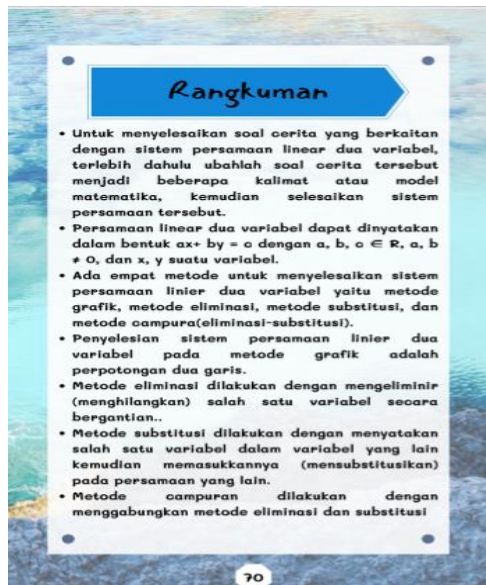 Rangkuman
• Untuk menyelesaikan soal cerita yang berkaitan
dengan sistem persamaan linear dua variabel,
terlebih dahulu ubahlah soal cerita tersebut
menjadi beberapa kalimat atau model
matematika, kemudian selesaikan sistem
persamaan tersebut.
• Persamaan linear dua variabel dapat dinyatakan
dalam bentuk ax+ by = c dengan a, b, c ∈ R, a, b
≠ 0, dan x, y suatu variabel.
• Ada empat metode untuk menyelesaikan sistem
persamaan linier dua variabel yaitu metode
grafik, metode eliminasi, metode substitusi, dan
metode campura(eliminasi-substitusi).
• Penyelesian sistem persamaan linier dua
variabel pada metode grafik adalah
perpotongan dua garis.
• Metode eliminasi dilakukan dengan mengeliminir
(menghilangkan) salah satu variabel secara
bergantian..
• Metode substitusi dilakukan dengan menyatakan
salah satu variabel dalam variabel yang lain
kemudian memasukkannya (mensubstitusikan)
pada persamaan yang lain.
• Metode campuran dilakukan dengan
menggabungkan metode eliminasi dan substitusi
70